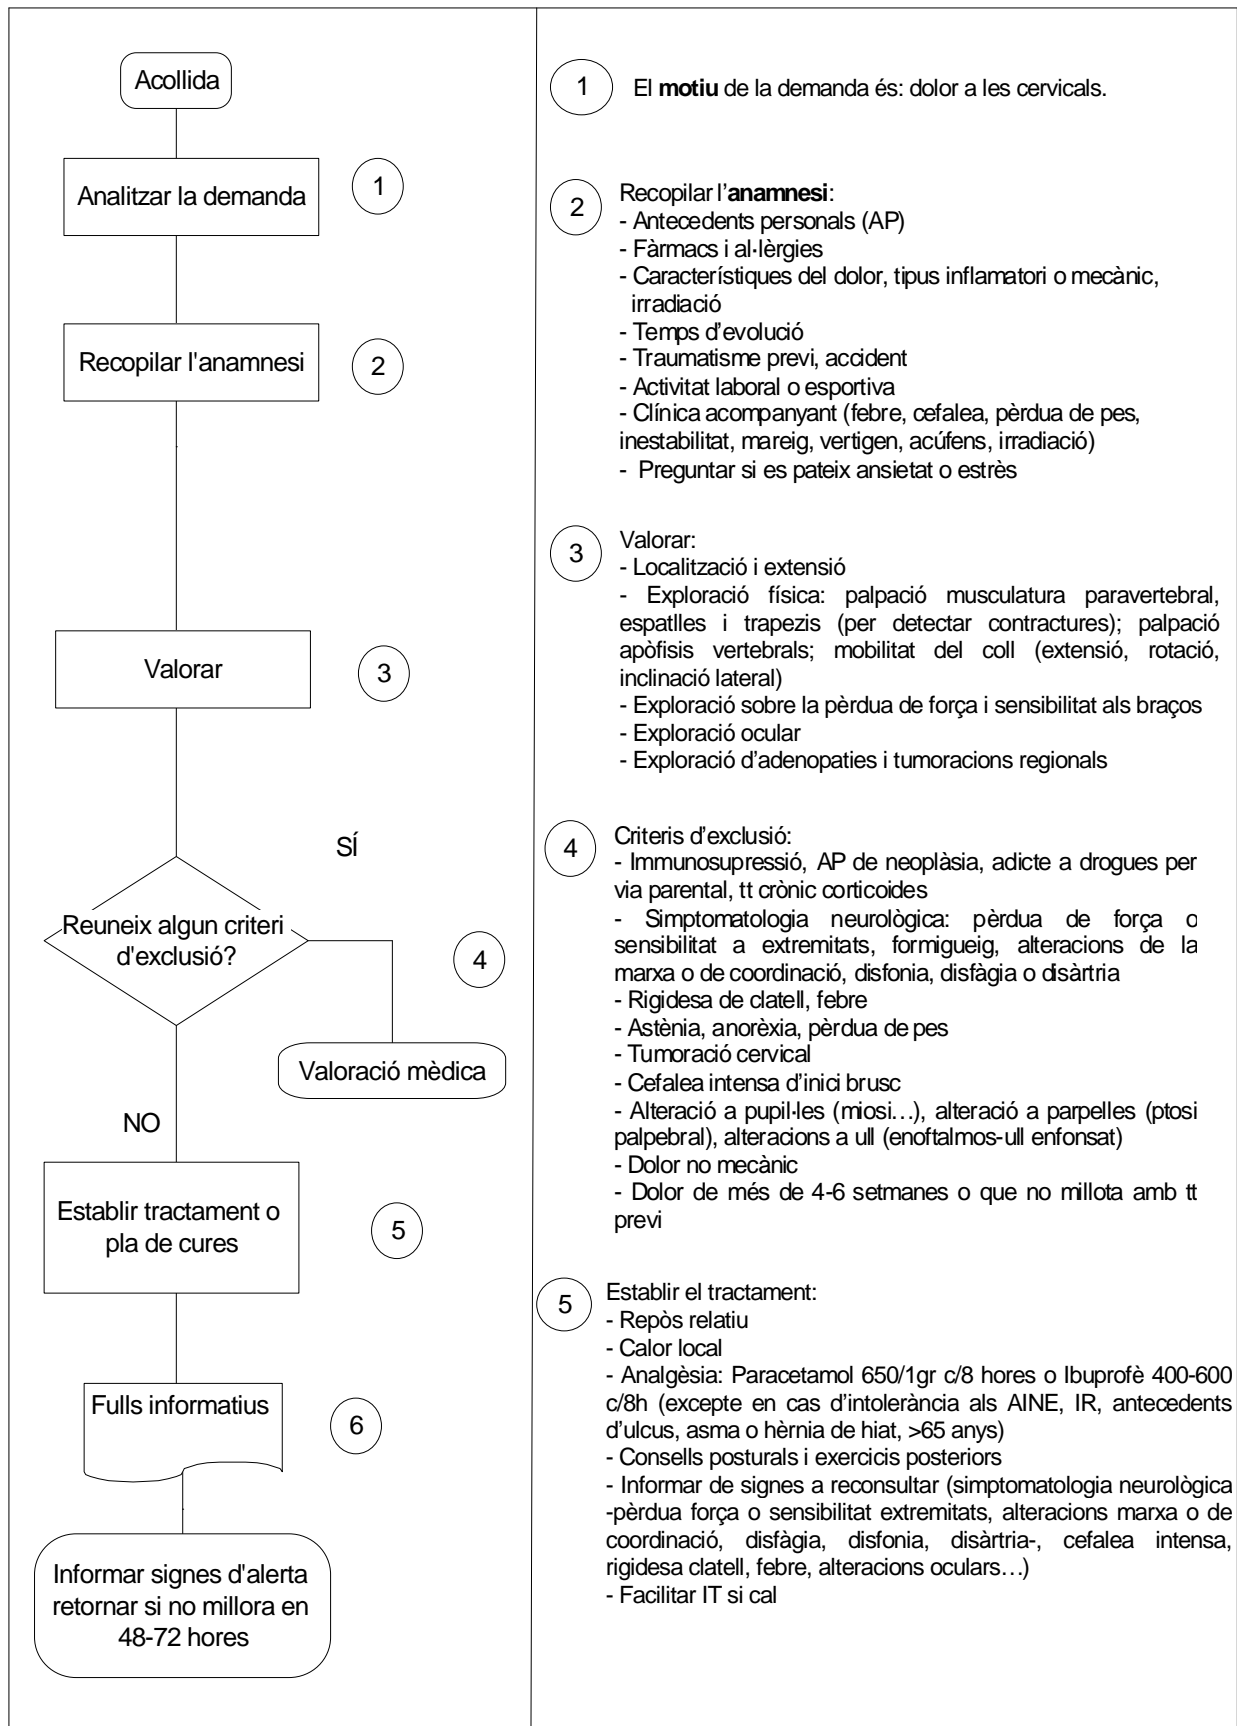 Acollida
Analitzar la demanda
1
Recopilar l'anamnesi
2
Valorar
3
SÍ
Reuneix algun criteri
d'exclusió?
4
Valoració mèdica
NO
Establir tractament o
pla de cures
5
Fulls informatius
6
Informar signes d'alerta
retornar si no millora en
48-72 hores
1
El motiu de la demanda és: dolor a les cervicals.
2
Recopilar l'anamnesi:
- Antecedents personals (AP)
- Fàrmacs i al·lèrgies
- Característiques del dolor, tipus inflamatori o mecànic,
irradiació
- Temps d'evolució
- Traumatisme previ, accident
- Activitat laboral o esportiva
- Clínica acompanyant (febre, cefalea, pèrdua de pes,
inestabilitat, mareig, vertigen, acúfens, irradiació)
- Preguntar si es pateix ansietat o estrès
3
Valorar:
- Localització i extensió
- Exploració física: palpació musculatura paravertebral,
espatlles i trapezis (per detectar contractures); palpació
apòfisis vertebrals; mobilitat del coll (extensió, rotació,
inclinació lateral)
- Exploració sobre la pèrdua de força i sensibilitat als braços
- Exploració ocular
- Exploració d'adenopaties i tumoracions regionals
4
Criteris d'exclusió:
- Immunosupressió, AP de neoplàsia, adicte a drogues per
via parental, tt crònic corticoides
- Simptomatologia neurològica: pèrdua de força o
sensibilitat a extremitats, formigueig, alteracions de la
marxa o de coordinació, disfonia, disfàgia o disàrtria
- Rigidesa de clatell, febre
- Astènia, anorèxia, pèrdua de pes
- Tumoració cervical
- Cefalea intensa d'inici brusc
- Alteració a pupil·les (miosi…), alteració a parpelles (ptosi
palpebral), alteracions a ull (enoftalmos-ull enfonsat)
- Dolor no mecànic
- Dolor de més de 4-6 setmanes o que no millota amb tt
previ
5
Establir el tractament:
- Repòs relatiu
- Calor local
- Analgèsia: Paracetamol 650/1gr c/8 hores o Ibuprofè 400-600
c/8h (excepte en cas d'intolerància als AINE, IR, antecedents
d'ulcus, asma o hèrnia de hiat, >65 anys)
- Consells posturals i exercicis posteriors
- Informar de signes a reconsultar (simptomatologia neurològica
-pèrdua força o sensibilitat extremitats, alteracions marxa o de
coordinació, disfàgia, disfonia, disàrtria-, cefalea intensa,
rigidesa clatell, febre, alteracions oculars…)
- Facilitar IT si cal